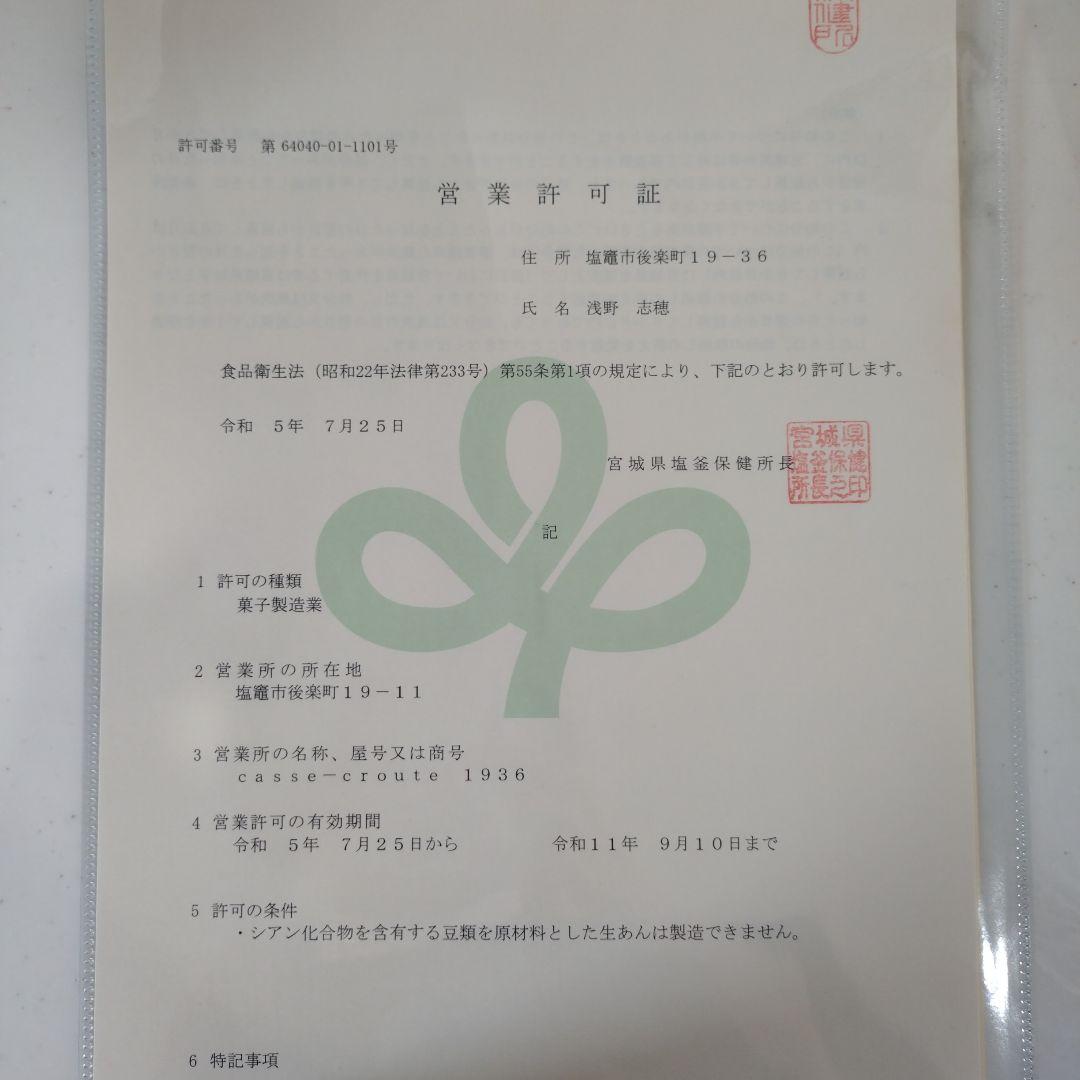 許可番号　第 64040-01-1101号
営 業 許 可 証
住　所　塩竈市後楽町１９－３６
氏　名　浅野　志穂
食品衛生法（昭和22年法律第233号）第55条第1項の規定により、下記のとおり許可します。
令和　５年　７月２５日
宮城県塩釜保健所長
宮城県
塩釜保健
所長之印
記
1 許可の種類
菓子製造業
2 営業所の所在地
塩竈市後楽町１９－１１
3 営業所の名称、屋号又は商号
ｃａｓｓｅ－ｃｒｏｕｔｅ　１９３６
4 営業許可の有効期間
令和　５年　７月２５日から　　　　　令和１１年　９月１０日まで
5 許可の条件
・シアン化合物を含有する豆類を原材料とした生あんは製造できません。
6 特記事項